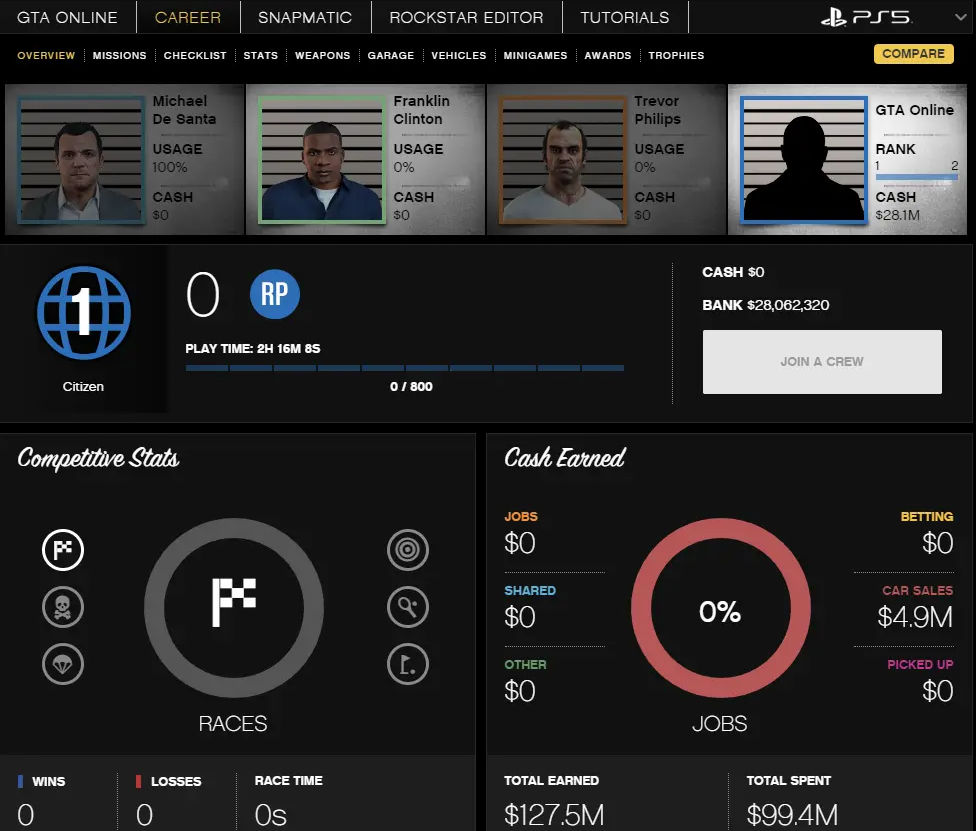 GTA ONLINE CAREER SNAPMATIC ROCKSTAR EDITOR TUTORIALS PS5
OVERVIEW MISSIONS CHECKLIST STATS WEAPONS GARAGE VEHICLES MINIGAMES AWARDS TROPHIES COMPARE
Michael
De Santa
USAGE
100%
CASH
$0
Franklin
Clinton
USAGE
0%
CASH
$0
Trevor
Philips
USAGE
0%
CASH
$0
GTA Online
RANK
1 2
CASH
$28.1M
1
Citizen
0 RP
PLAY TIME: 2H 16M 8S
0 / 800
CASH $0
BANK $28,062,320
JOIN A CREW
Competitive Stats
RACES
WINS
0
LOSSES
0
RACE TIME
0s
Cash Earned
JOBS
$0
SHARED
$0
OTHER
$0
0%
JOBS
BETTING
$0
CAR SALES
$4.9M
PICKED UP
$0
TOTAL EARNED
$127.5M
TOTAL SPENT
$99.4M